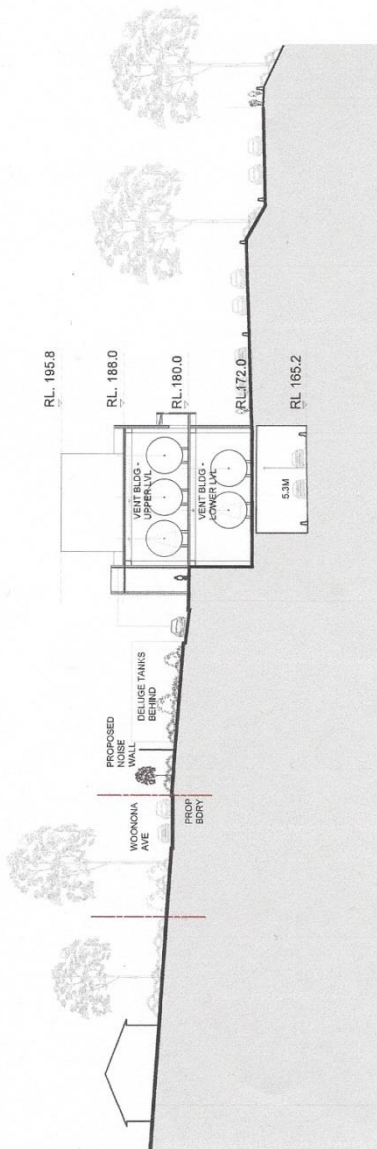 WOONONA
AVE
PROP
BDRY
PROPOSED
NOISE
WALL
DELUGE TANKS
BEHIND
VENT BLDG -
UPPER LVL
VENT BLDG -
LOWER LVL
5.3M
RL. 195.8
RL. 188.0
RL.180.0
RL.172.0
RL. 165.2